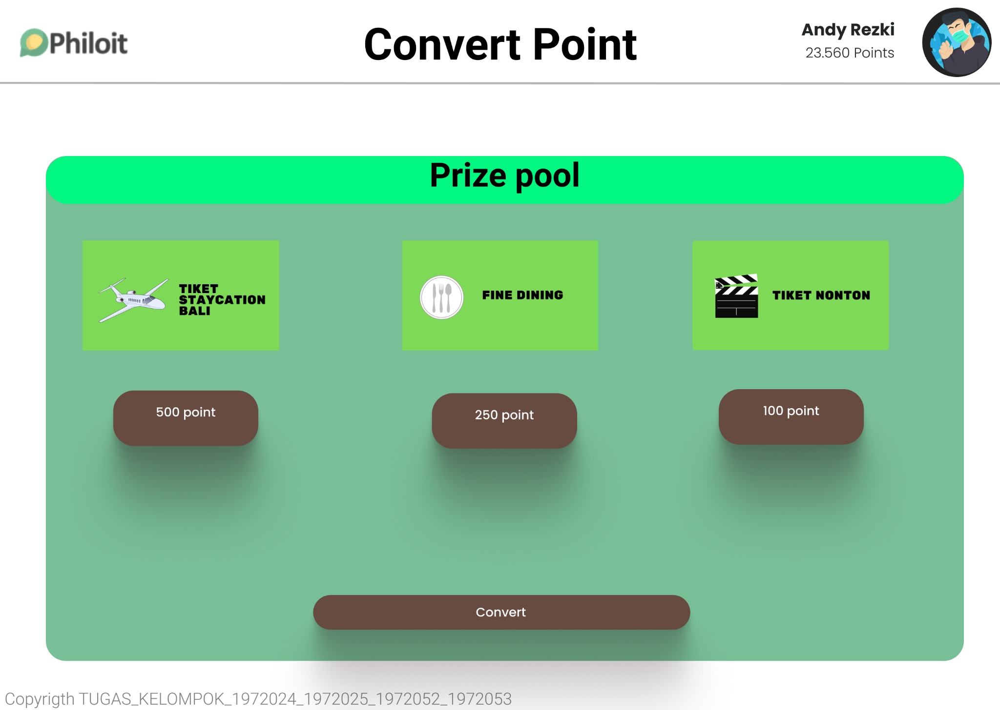 Philoit
Convert Point
Andy Rezki
23.560 Points
Prize pool
TIKET
STAYCATION
BALI
FINE DINING
TIKET NONTON
500 point
250 point
100 point
Convert
Copyrigth TUGAS_KELOMPOK_1972024_1972025_1972052_1972053